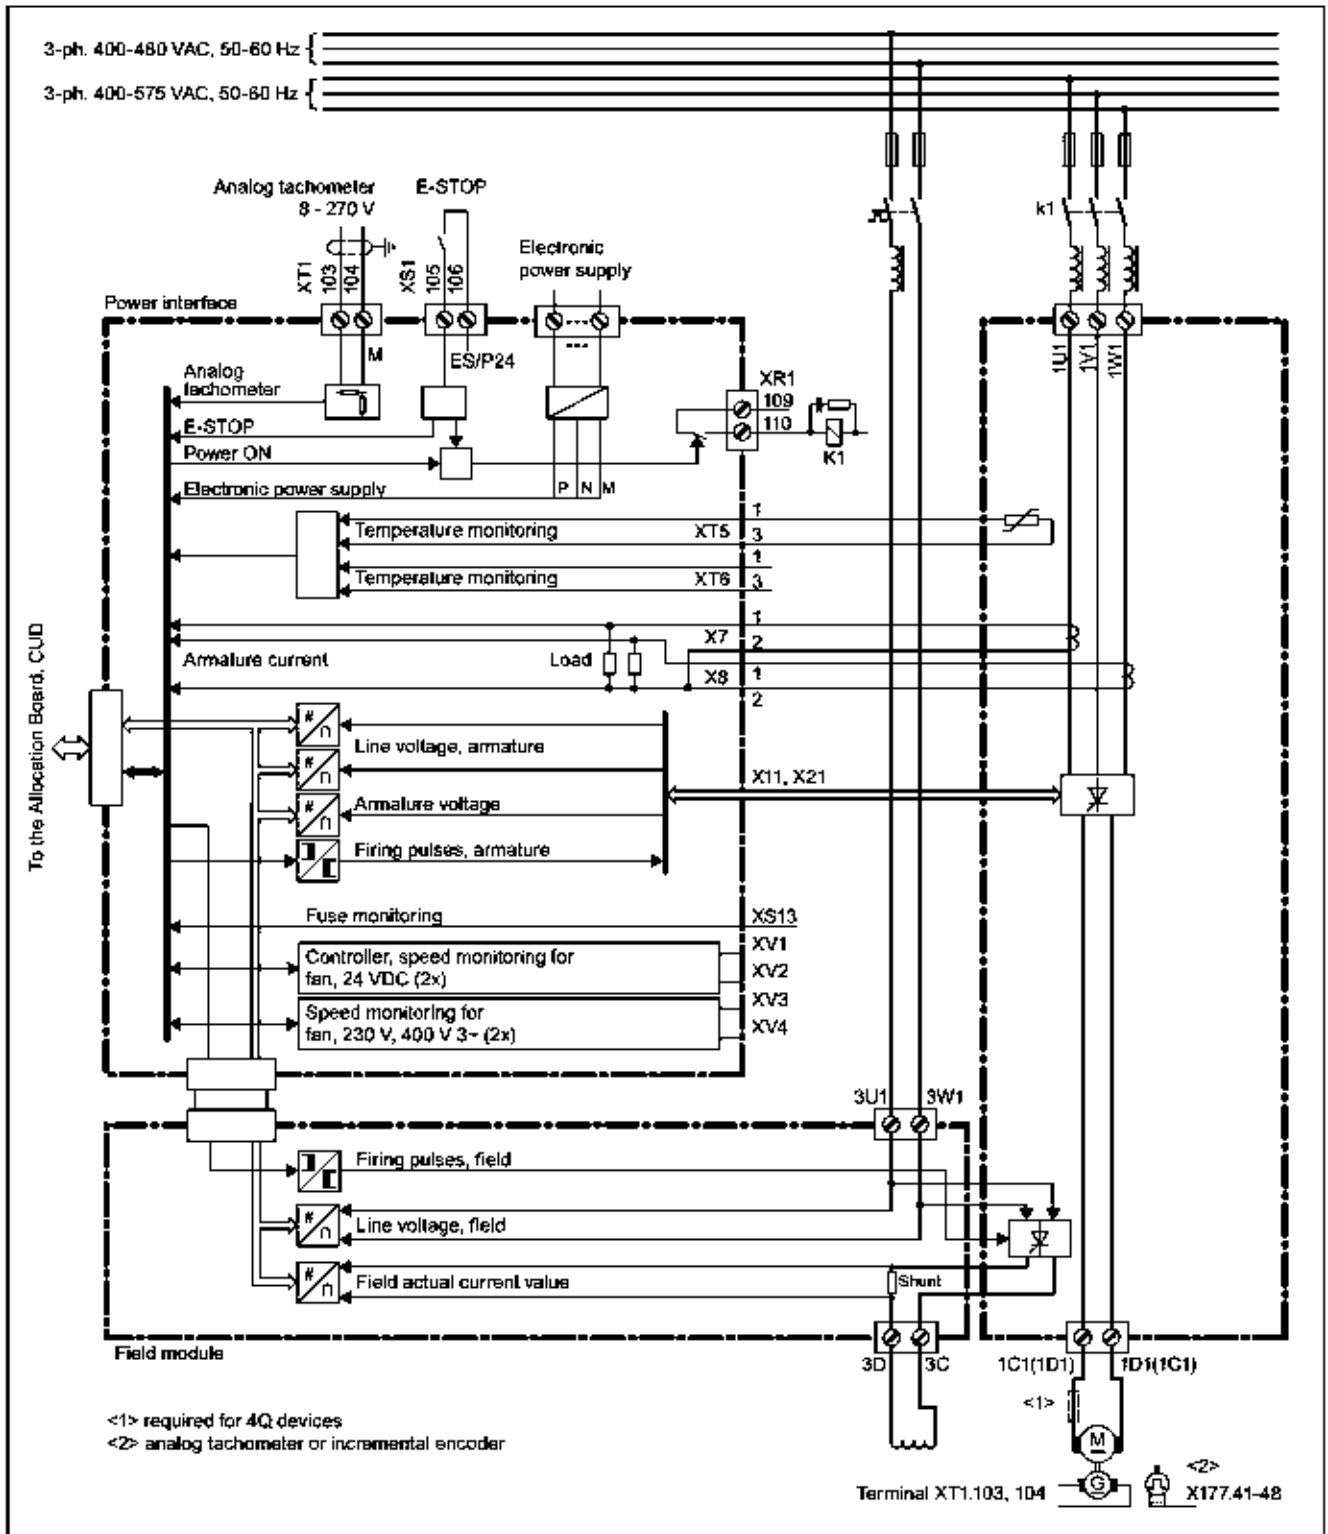 3-ph. 400-480 VAC, 50-60 Hz
3-ph. 400-575 VAC, 50-60 Hz
Analog tachometer
8 - 270 V
E-STOP
k1
Electronic
power supply
XT1
103
104
XS1
105
106
Power interface
1U1
1V1
1W1
M
ES/P24
Analog
tachometer
XR1
109
110
E-STOP
Power ON
K1
Electronic power supply
P N M
1
Temperature monitoring
XT5
3
1
Temperature monitoring
XT6
3
1
X7
2
Armature current
Load
X8
1
2
To the Allocation Board, CUD
#
n
Line voltage, armature
#
n
X11, X21
#
n
Armature voltage
Firing pulses, armature
Fuse monitoring
XS13
XV1
Controller, speed monitoring for
fan, 24 VDC (2x)
XV2
XV3
Speed monitoring for
fan, 230 V, 400 V 3~ (2x)
XV4
3U1
3W1
Firing pulses, field
#
n
Line voltage, field
#
n
Field actual current value
Shunt
Field module
3D
3C
1C1(1D1)
1D1(1C1)
<1>
<1> required for 4Q devices
<2> analog tachometer or incremental encoder
M
<2>
G
Terminal XT1.103, 104
X177.41-48